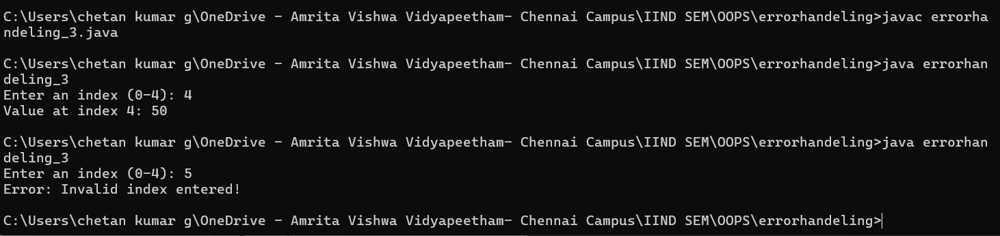 C:\Users\chetan kumar g\OneDrive - Amrita Vishwa Vidyapeetham- Chennai Campus\IIND SEM\OOPS\errorhandeling>javac errorha
ndeling_3.java
C:\Users\chetan kumar g\OneDrive - Amrita Vishwa Vidyapeetham- Chennai Campus\IIND SEM\OOPS\errorhandeling>java errorhan
deling_3
Enter an index (0-4): 4
Value at index 4: 50
C:\Users\chetan kumar g\OneDrive - Amrita Vishwa Vidyapeetham- Chennai Campus\IIND SEM\OOPS\errorhandeling>java errorhan
deling_3
Enter an index (0-4): 5
Error: Invalid index entered!
C:\Users\chetan kumar g\OneDrive - Amrita Vishwa Vidyapeetham- Chennai Campus\IIND SEM\OOPS\errorhandeling>